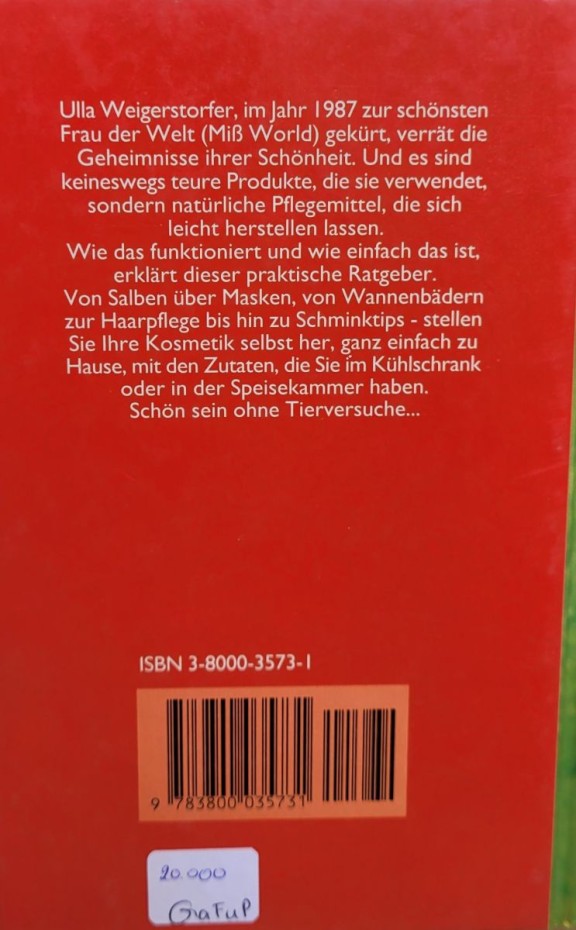 Ulla Weigerstorfer, im Jahr 1987 zur schönsten
Frau der Welt (Miß World) gekürt, verrät die
Geheimnisse ihrer Schönheit. Und es sind
keineswegs teure Produkte, die sie verwendet,
sondern natürliche Pflegemittel, die sich
leicht herstellen lassen.
Wie das funktioniert und wie einfach das ist,
erklärt dieser praktische Ratgeber.
Von Salben über Masken, von Wannenbädern
zur Haarpflege bis hin zu Schminktips - stellen
Sie Ihre Kosmetik selbst her, ganz einfach zu
Hause, mit den Zutaten, die Sie im Kühlschrank
oder in der Speisekammer haben.
Schön sein ohne Tierversuche...
ISBN 3-8000-3573-1
9 783800 035731
20.000
GraFuP